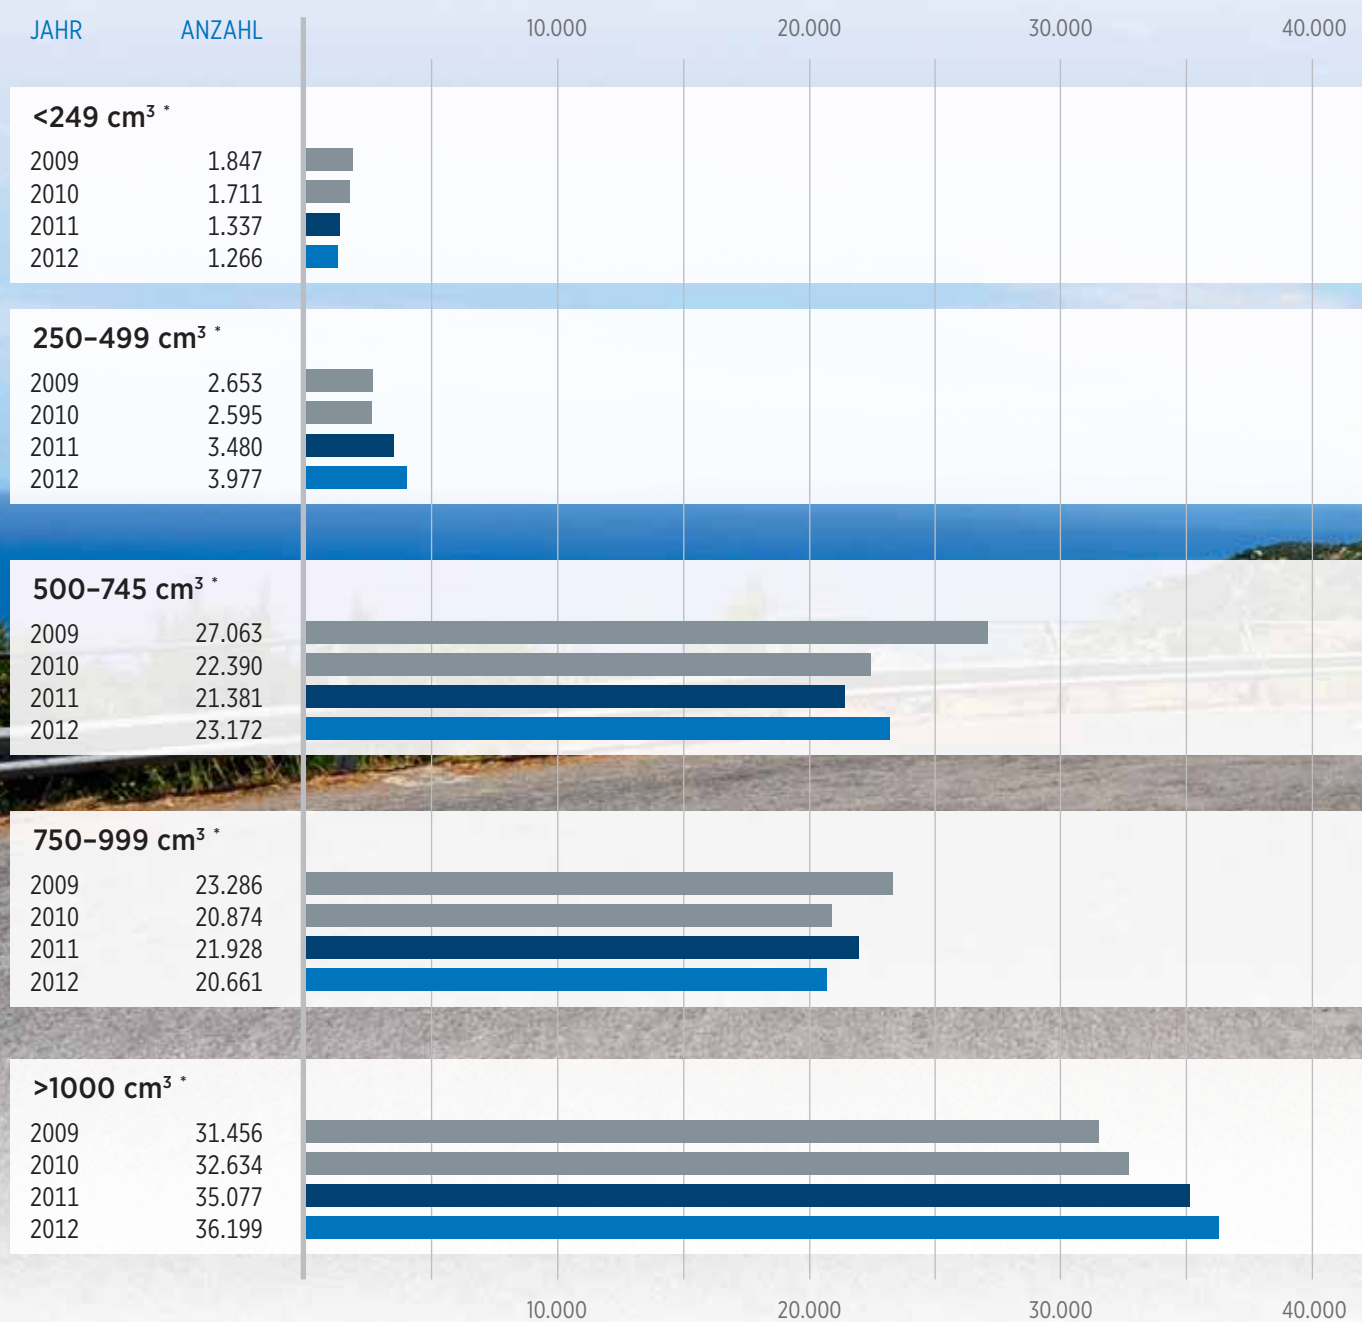 JAHR ANZAHL 10.000 20.000 30.000 40.000
<249 cm³ *
2009 1.847
2010 1.711
2011 1.337
2012 1.266
250–499 cm³ *
2009 2.653
2010 2.595
2011 3.480
2012 3.977
500–745 cm³ *
2009 27.063
2010 22.390
2011 21.381
2012 23.172
750–999 cm³ *
2009 23.286
2010 20.874
2011 21.928
2012 20.661
>1000 cm³ *
2009 31.456
2010 32.634
2011 35.077
2012 36.199
10.000 20.000 30.000 40.000